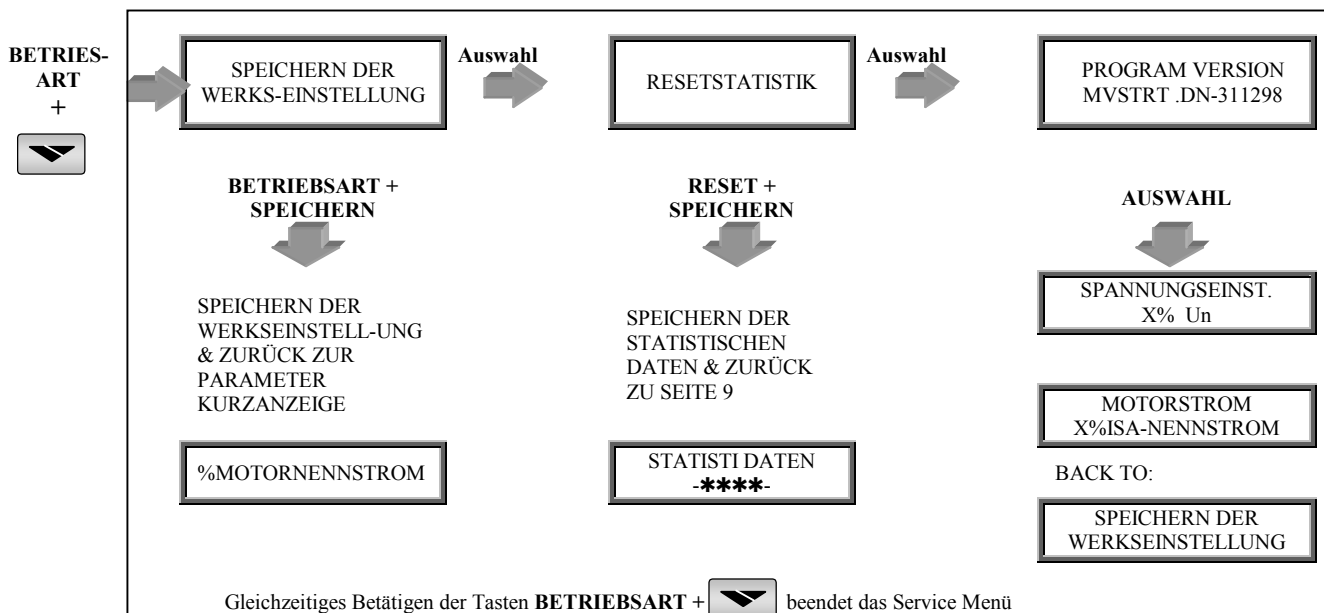 BETRIES-
ART
+
SPEICHERN DER
WERKS-EINSTELLUNG
Auswahl
RESETSTATISTIK
Auswahl
PROGRAM VERSION
MVSTRT .DN-311298
BETRIEBSART +
SPEICHERN
RESET +
SPEICHERN
AUSWAHL
SPEICHERN DER
WERKSEINSTELL-UNG
& ZURÜCK ZUR
PARAMETER
KURZANZEIGE
SPEICHERN DER
STATISTISCHEN
DATEN & ZURÜCK
ZU SEITE 9
SPANNUNGSEINST.
X% Un
MOTORSTROM
X%ISA-NENNSTROM
%MOTORNENNSTROM
STATISTI DATEN
-✱✱✱✱-
BACK TO:
SPEICHERN DER
WERKSEINSTELLUNG
Gleichzeitiges Betätigen der Tasten BETRIEBSART + beendet das Service Menü